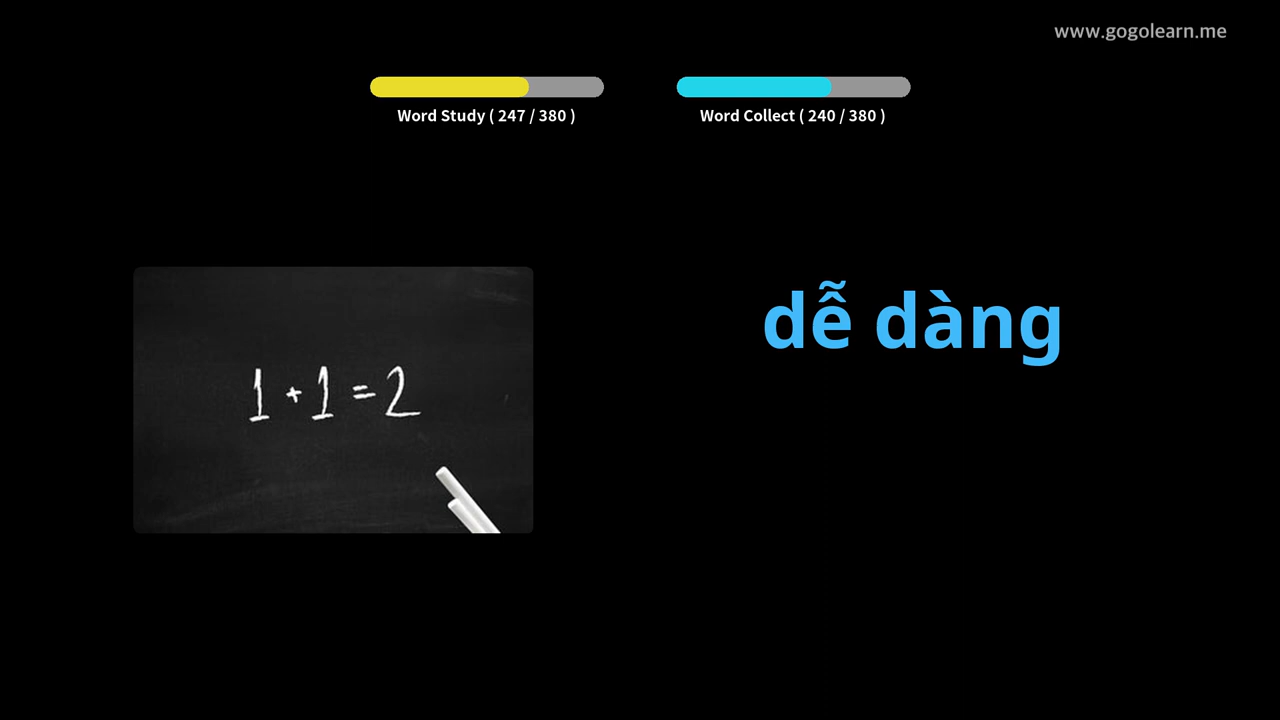 www.gogolearn.me
Word Study ( 247 / 380 )
Word Collect ( 240 / 380 )
dễ dàng
1 + 1 = 2